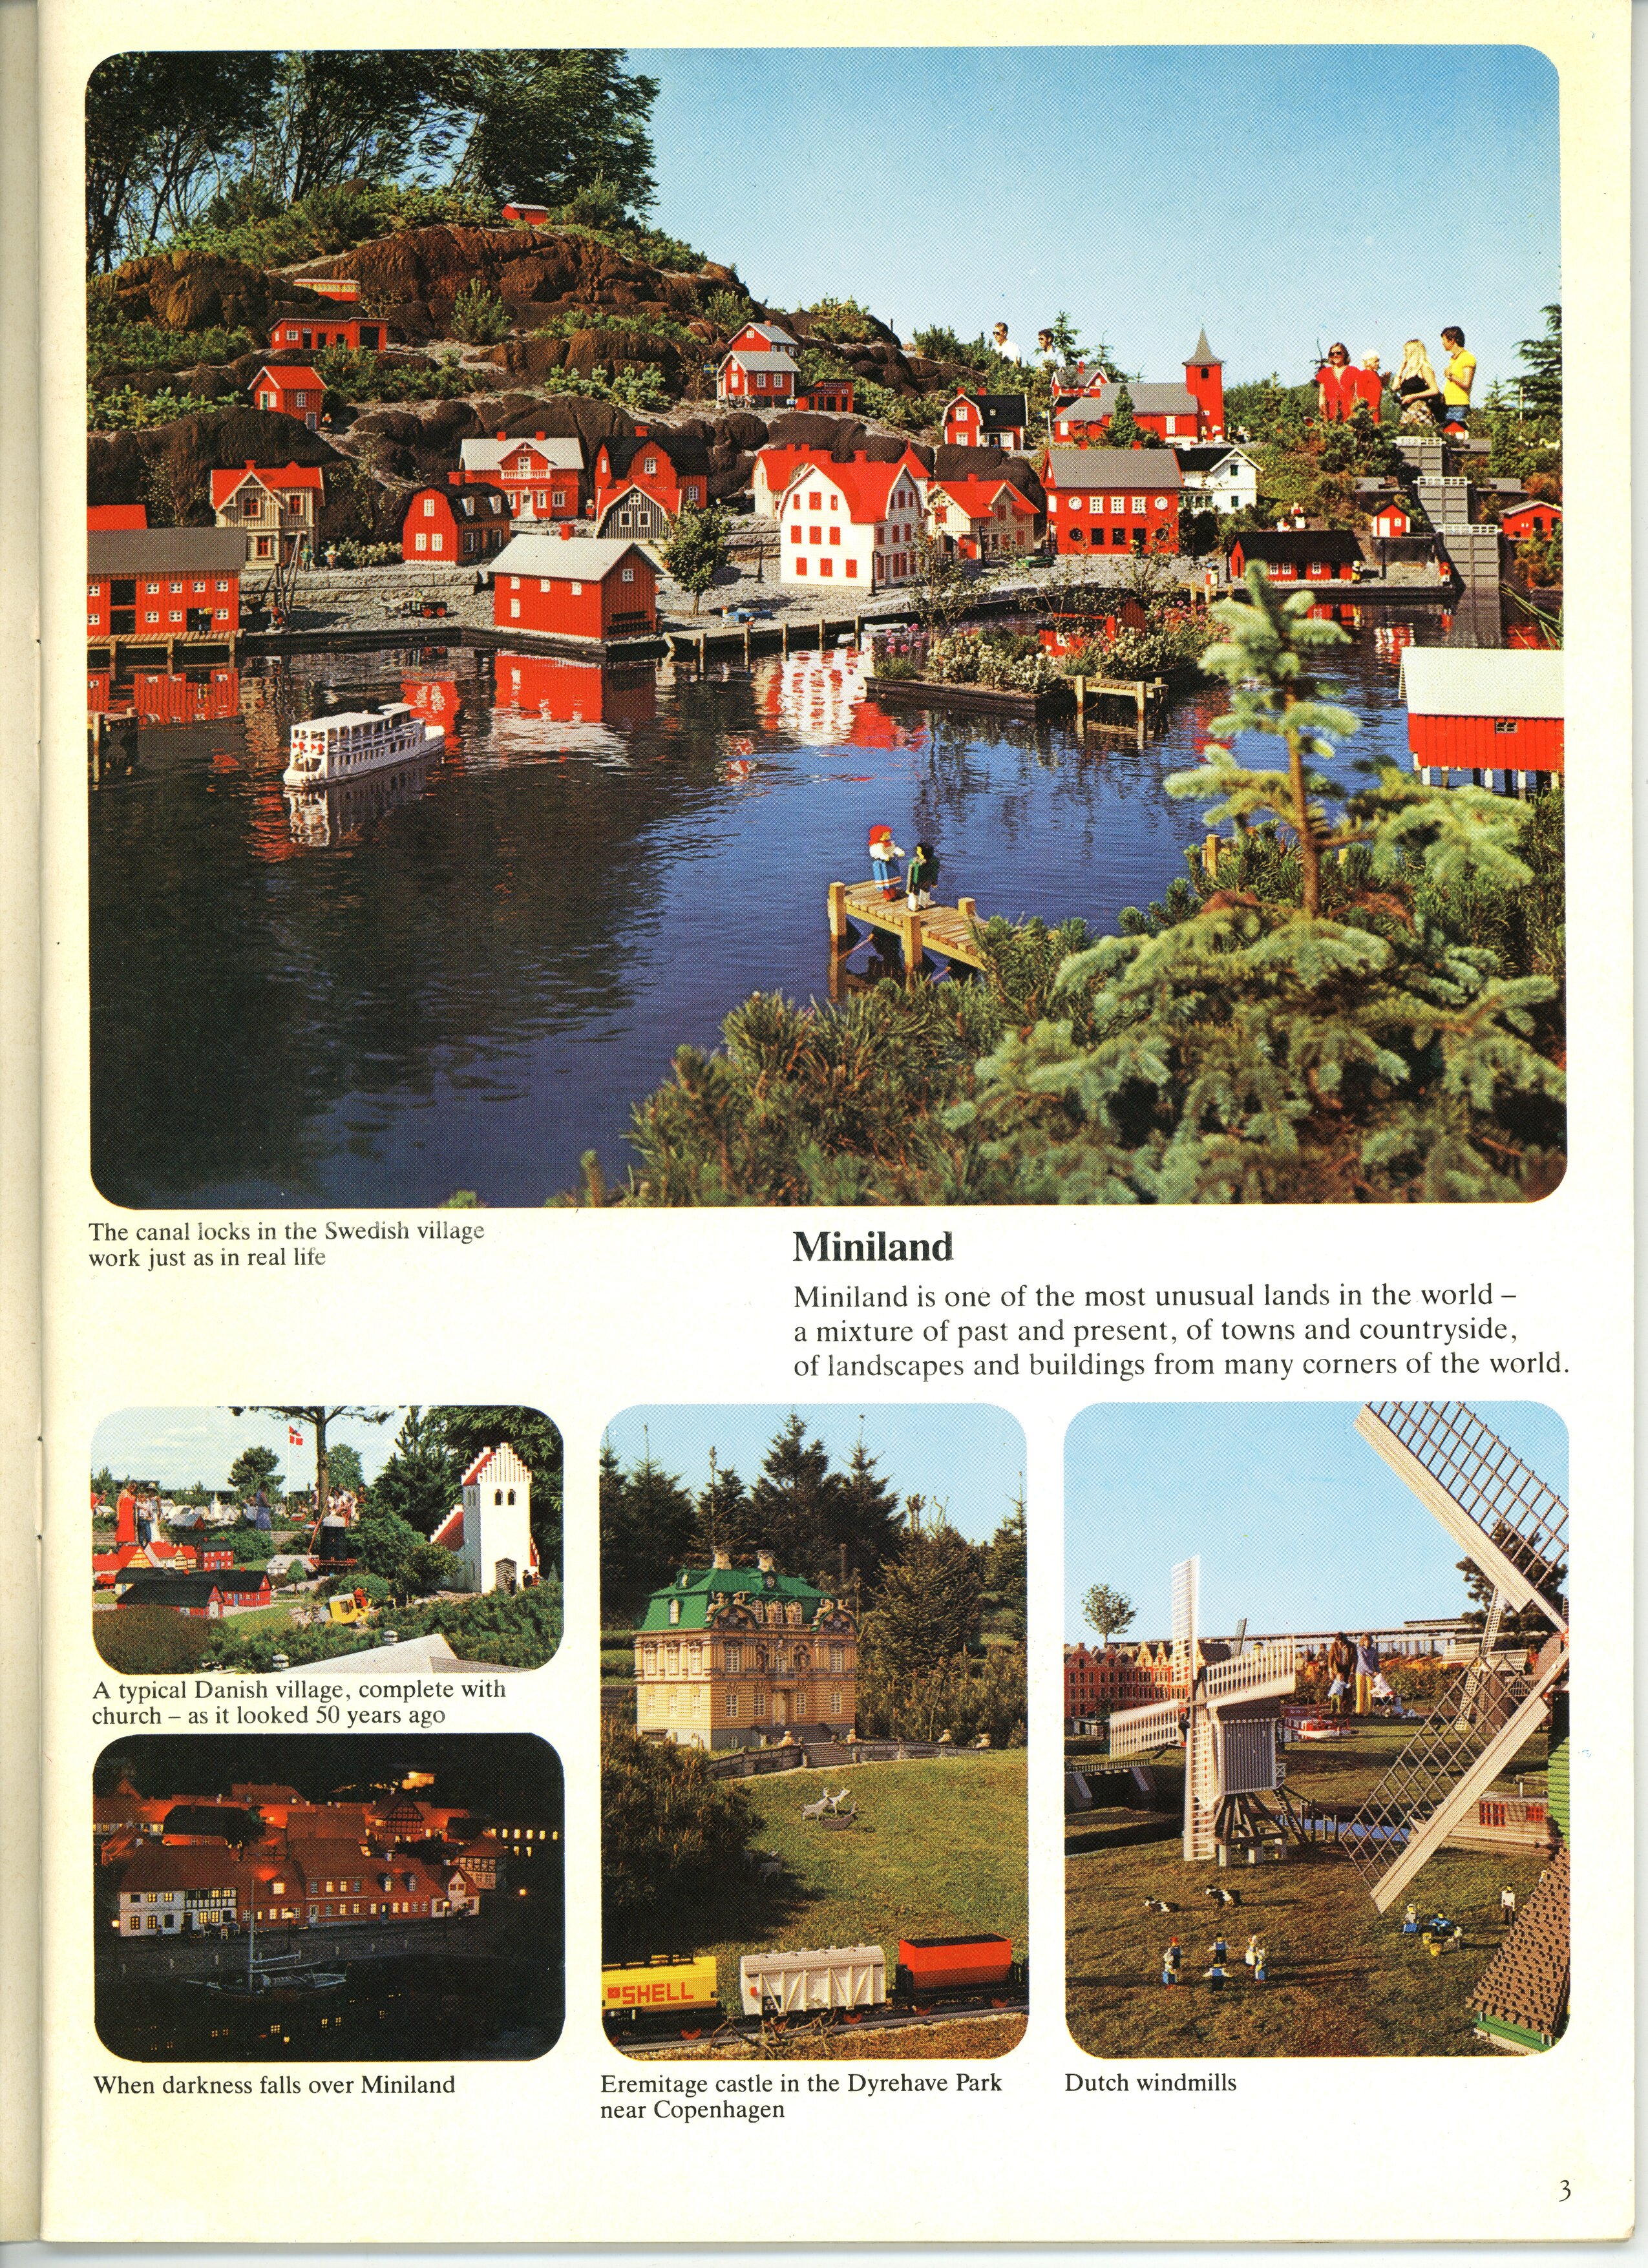 The canal locks in the Swedish village
work just as in real life
Miniland
Miniland is one of the most unusual lands in the world –
a mixture of past and present, of towns and countryside,
of landscapes and buildings from many corners of the world.
A typical Danish village, complete with
church – as it looked 50 years ago
When darkness falls over Miniland
SHELL
Eremitage castle in the Dyrehave Park
near Copenhagen
Dutch windmills
3